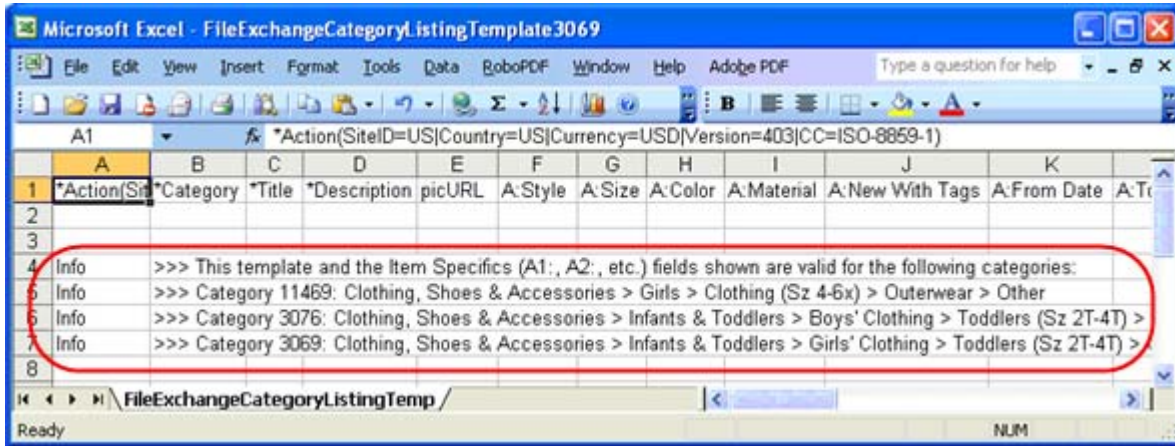 Microsoft Excel - FileExchangeCategoryListingTemplate3069
File Edit View Insert Format Tools Data RoboPDF Window Help Adobe PDF Type a question for help
B A
A1 fx *Action(SiteID=US|Country=US|Currency=USD|Version=403|CC=ISO-8859-1)
A B C D E F G H I J K
1 *Action(Sit *Category *Title *Description picURL A:Style A:Size A:Color A:Material A:New With Tags A:From Date A:To
2
3
4 Info >>> This template and the Item Specifics (A1:, A2:, etc.) fields shown are valid for the following categories:
5 Info >>> Category 11469: Clothing, Shoes & Accessories > Girls > Clothing (Sz 4-6x) > Outerwear > Other
6 Info >>> Category 3076: Clothing, Shoes & Accessories > Infants & Toddlers > Boys' Clothing > Toddlers (Sz 2T-4T) >
7 Info >>> Category 3069: Clothing, Shoes & Accessories > Infants & Toddlers > Girls' Clothing > Toddlers (Sz 2T-4T) >
8
FileExchangeCategoryListingTemp
Ready NUM